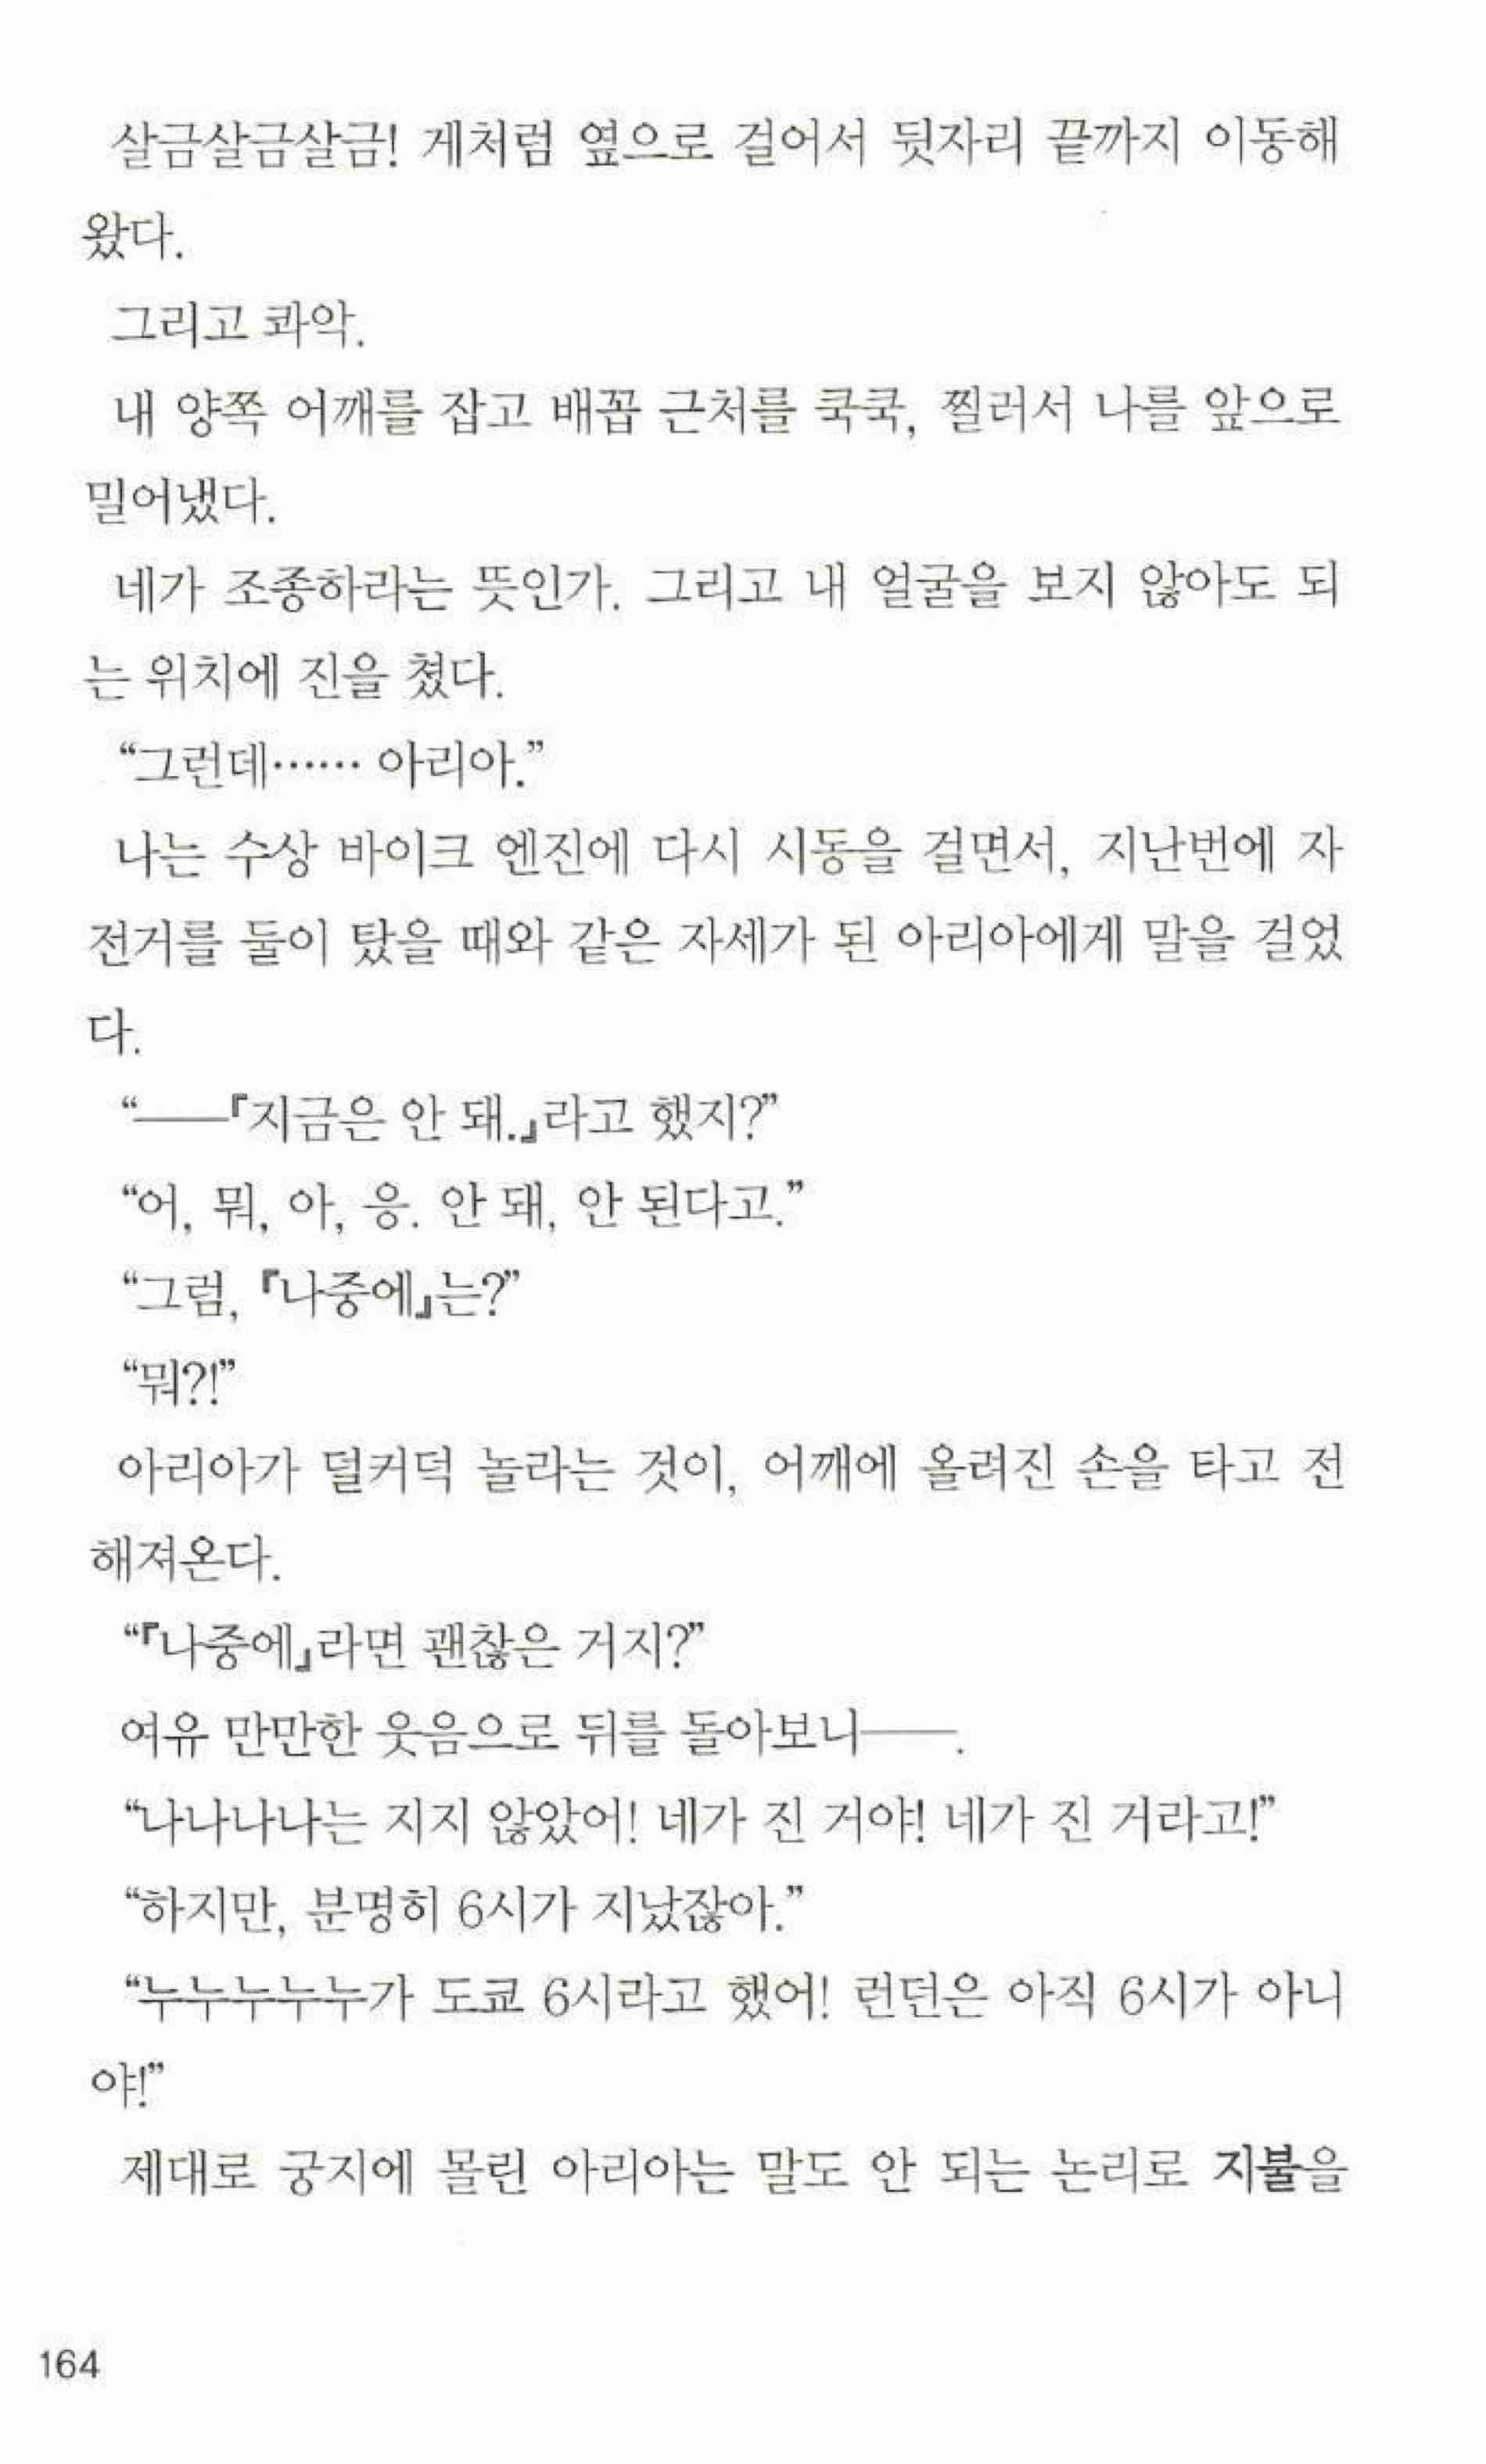 살금살금살금! 게처럼 옆으로 걸어서 뒷자리 끝까지 이동해
왔다.
그리고 콰악.
내 양쪽 어깨를 잡고 배꼽 근처를 쿡쿡, 찔러서 나를 앞으로
밀어냈다.
네가 조종하라는 뜻인가. 그리고 내 얼굴을 보지 않아도 되
는 위치에 진을 쳤다.
“그런데…… 아리아.”
나는 수상 바이크 엔진에 다시 시동을 걸면서, 지난번에 자
전거를 둘이 탔을 때와 같은 자세가 된 아리아에게 말을 걸었
다.
“──『지금은 안 돼.』라고 했지?”
“어, 뭐, 아, 응. 안 돼, 안 된다고.”
“그럼, 『나중에』는?”
“뭐?!”
아리아가 덜커덕 놀라는 것이, 어깨에 올려진 손을 타고 전
해져온다.
“『나중에』라면 괜찮은 거지?”
여유 만만한 웃음으로 뒤를 돌아보니──.
“나나나나는 지지 않았어! 네가 진 거야! 네가 진 거라고!”
“하지만, 분명히 6시가 지났잖아.”
“누누누누누가 도쿄 6시라고 했어! 런던은 아직 6시가 아니
야!”
제대로 궁지에 몰린 아리아는 말도 안 되는 논리로 지불을
164